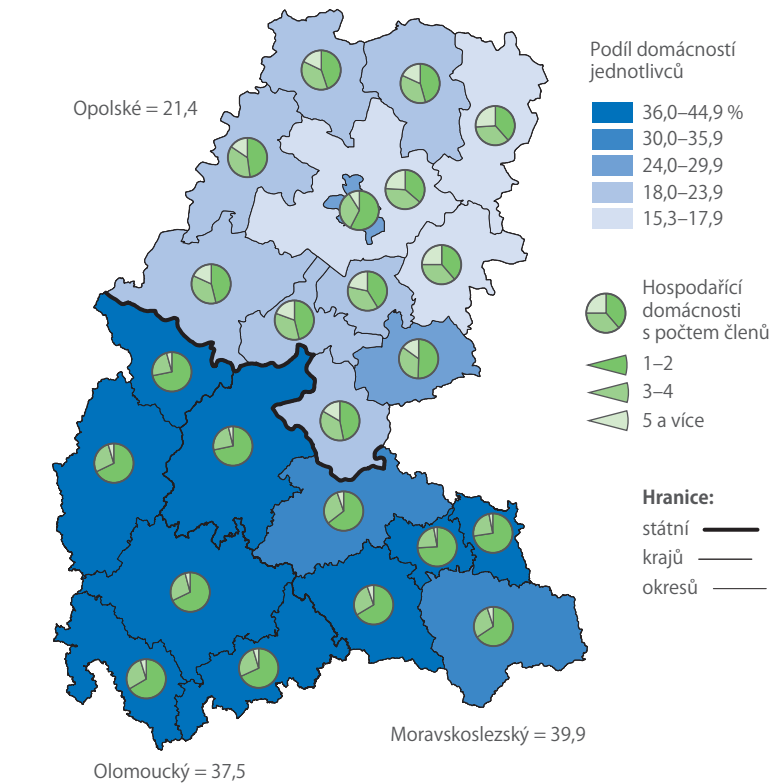 Podíl domácností
jednotlivců
Opolské = 21,4
36,0–44,9 %
30,0–35,9
24,0–29,9
18,0–23,9
15,3–17,9
Hospodařící
domácnosti
s počtem členů
1–2
3–4
5 a více
Hranice:
státní
krajů
okresů
Moravskoslezský = 39,9
Olomoucký = 37,5